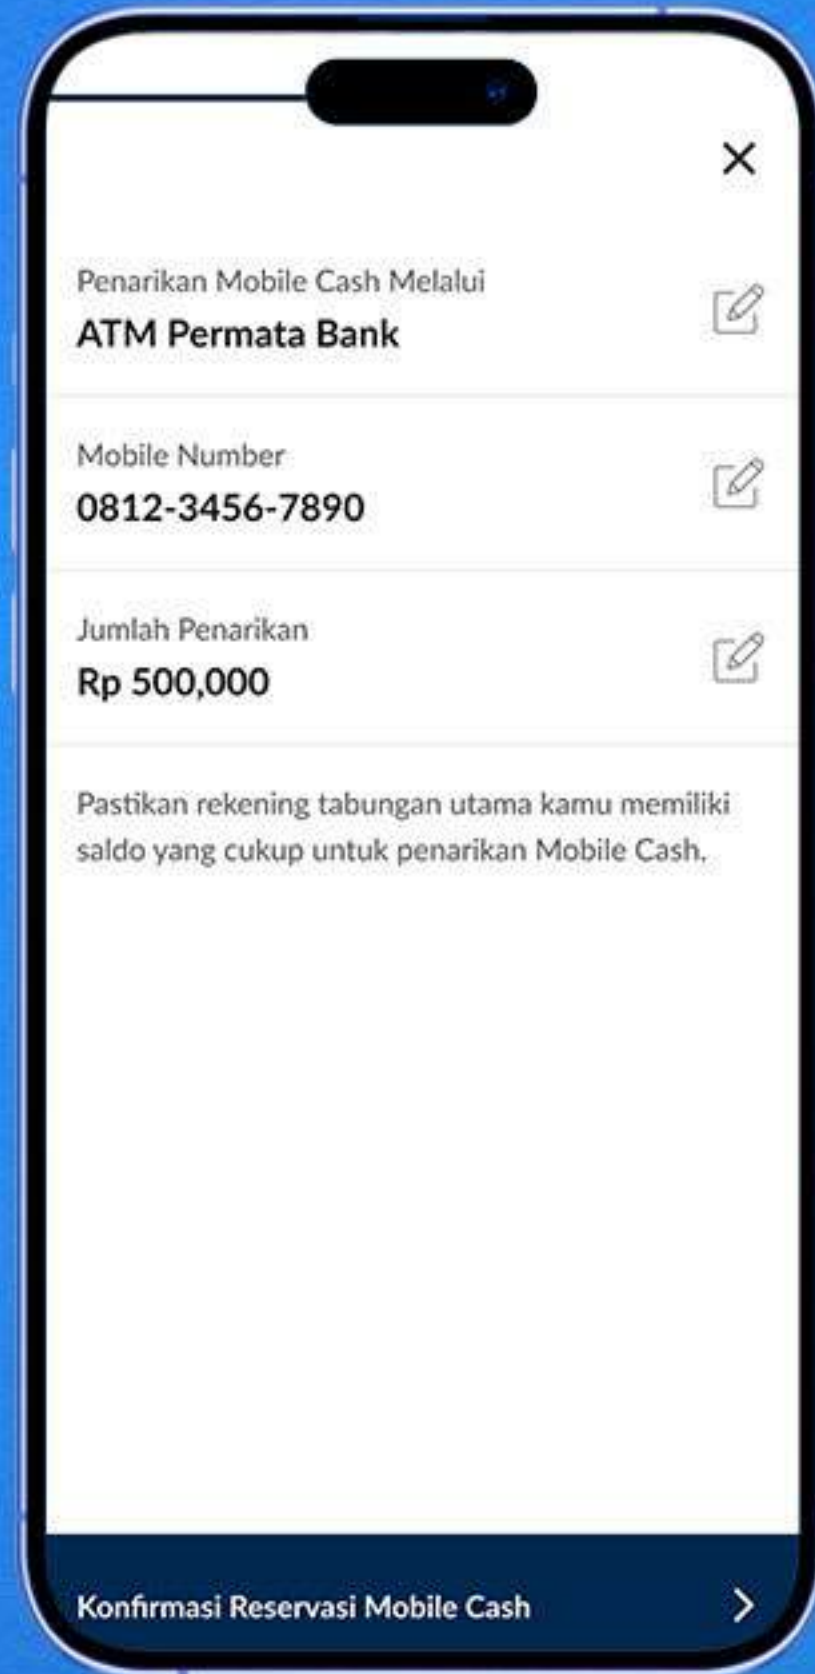 Penarikan Mobile Cash Melalui
ATM Permata Bank
Mobile Number
0812-3456-7890
Jumlah Penarikan
Rp 500,000
Pastikan rekening tabungan utama kamu memiliki
saldo yang cukup untuk penarikan Mobile Cash.
Konfirmasi Reservasi Mobile Cash